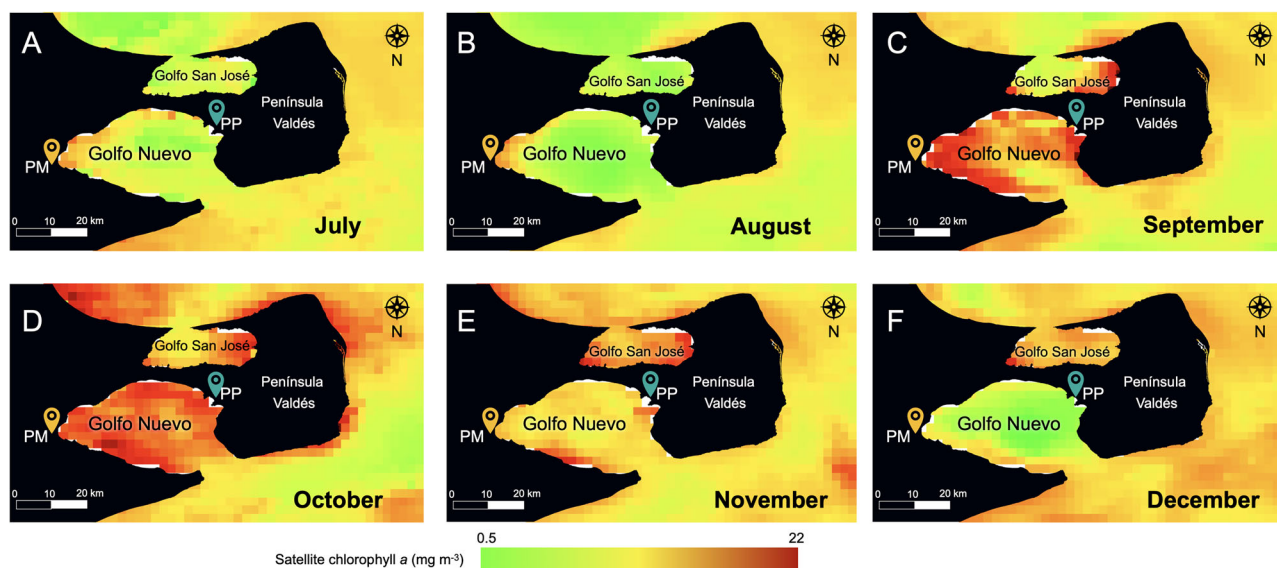 A
N
Golfo San José
Península
Valdés
PP
PM
Golfo Nuevo
0 10 20 km
July
B
N
Golfo San José
Península
Valdés
PP
PM
Golfo Nuevo
0 10 20 km
August
C
N
Golfo San José
Península
Valdés
PP
PM
Golfo Nuevo
0 10 20 km
September
D
N
Golfo San José
Península
Valdés
PP
PM
Golfo Nuevo
0 10 20 km
October
E
N
Golfo San José
Península
Valdés
PP
PM
Golfo Nuevo
0 10 20 km
November
F
N
Golfo San José
Península
Valdés
PP
PM
Golfo Nuevo
0 10 20 km
December
0.5 22
Satellite chlorophyll a (mg m⁻³)